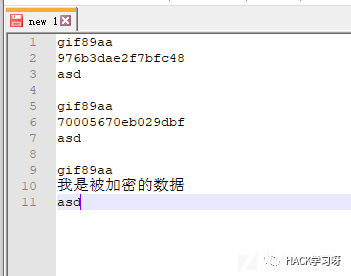 new 1
1 gif89aa
2 976b3dae2f7bfc48
3 asd
4
5 gif89aa
6 70005670eb029dbf
7 asd
8
9 gif89aa
10 我是被加密的数据
11 asd
HACK学习呀